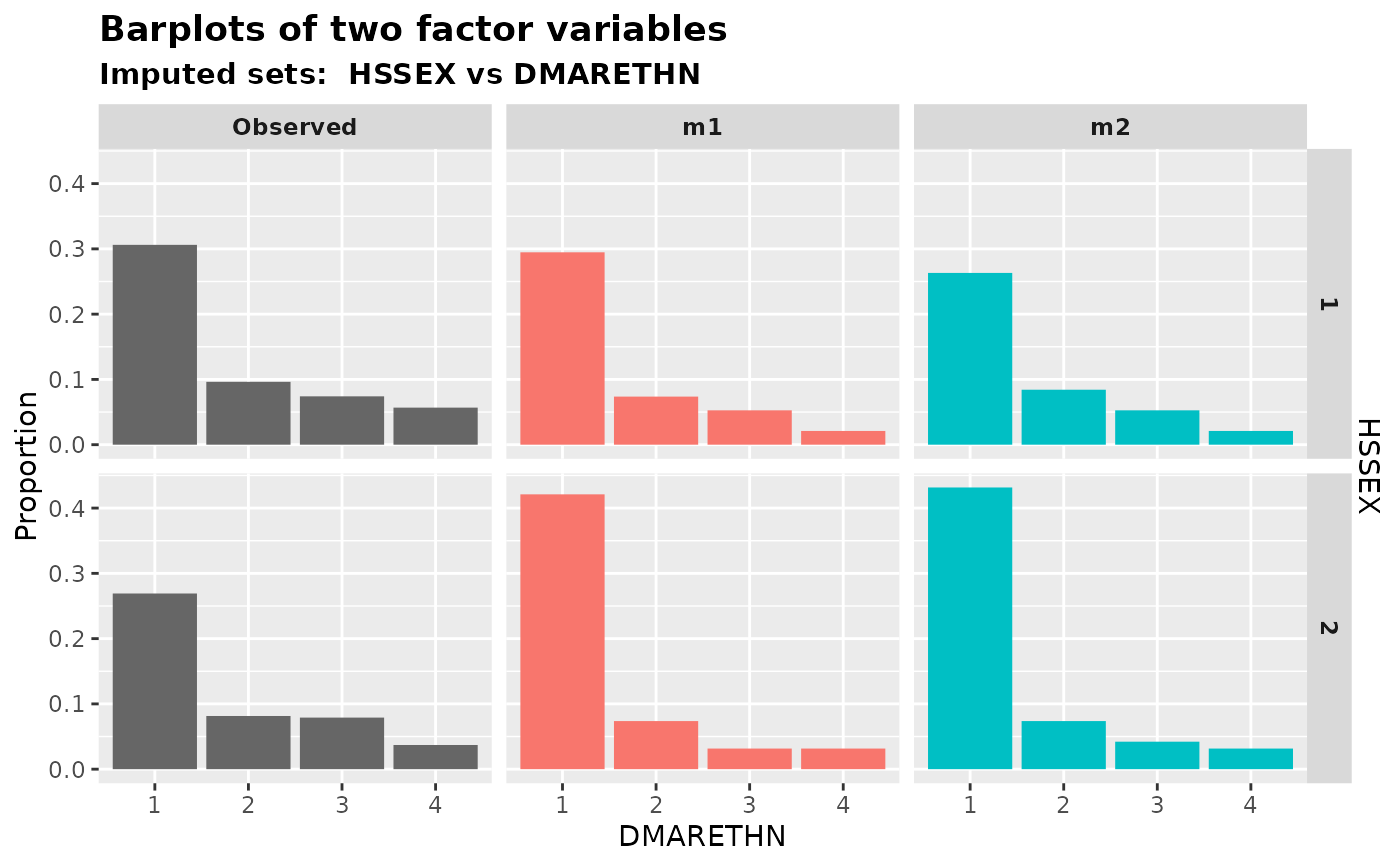 Barplots of two factor variables
Imputed sets:  HSSEX vs DMARETHN
Observed m1 m2
0.4
0.3
0.2
0.1
0.0
1
0.4
0.3
0.2
0.1
0.0
2
Proportion
HSSEX
1 2 3 4 1 2 3 4 1 2 3 4
DMARETHN